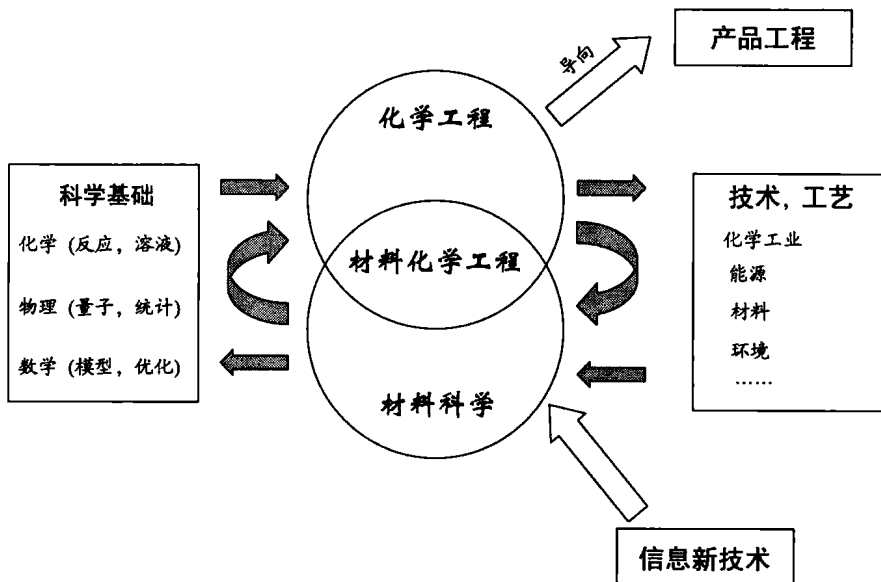 产品工程
导向
化学工程
科学基础
化学 (反应, 溶液)
物理 (量子, 统计)
数学 (模型, 优化)
材料化学工程
材料科学
技术, 工艺
化学工业
能源
材料
环境
……
信息新技术